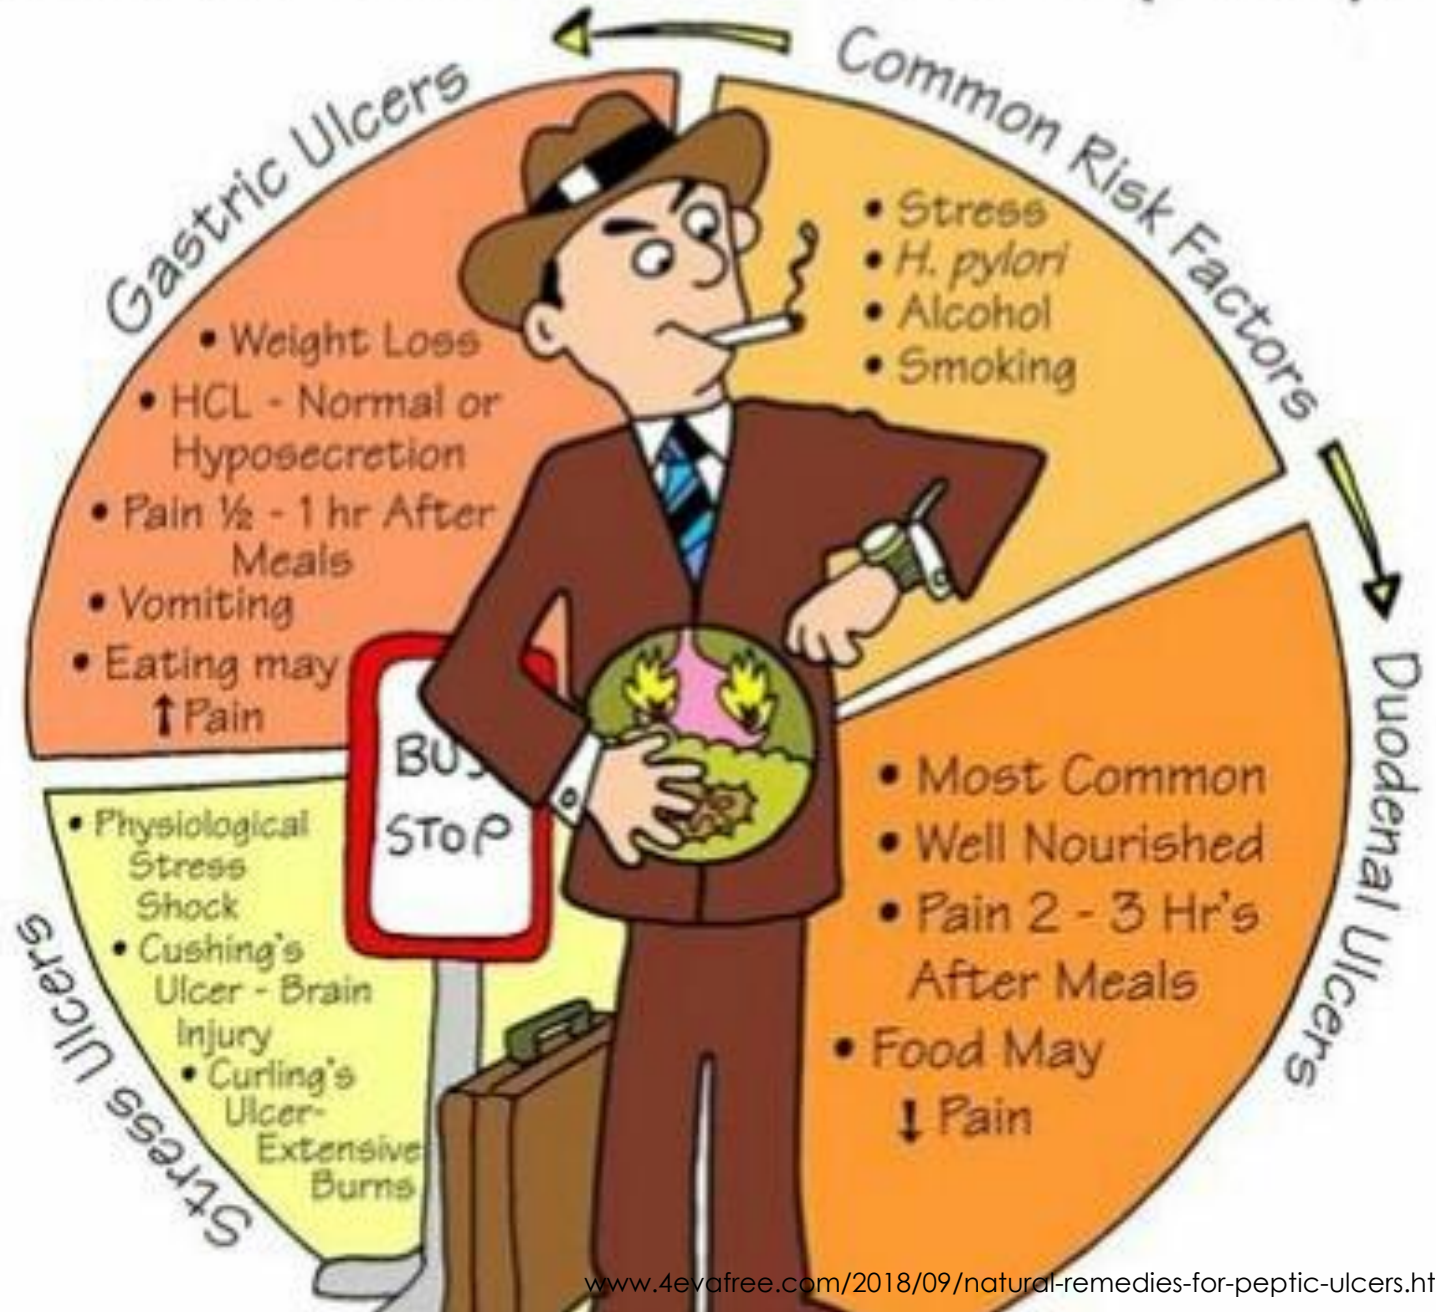 Gastric Ulcers
• Weight Loss
• HCL - Normal or
Hyposecretion
• Pain ½ - 1 hr After
Meals
• Vomiting
• Eating may
↑ Pain
Common Risk Factors
• Stress
• H. pylori
• Alcohol
• Smoking
Duodenal Ulcers
• Most Common
• Well Nourished
• Pain 2 - 3 Hr's
After Meals
• Food May
↓ Pain
Stress Ulcers
• Physiological
Stress
Shock
• Cushing's
Ulcer - Brain
Injury
• Curling's
Ulcer-
Extensive
Burns
STOP
www.4evafree.com/2018/09/natural-remedies-for-peptic-ulcers.ht